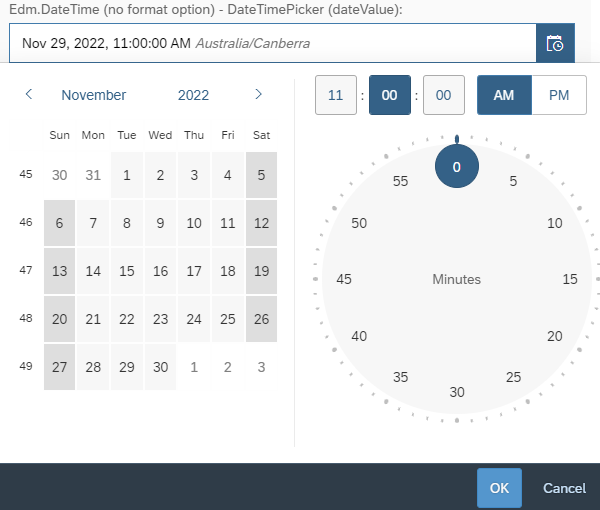 Edm.DateTime (no format option) - DateTimePicker (dateValue):
Nov 29, 2022, 11:00:00 AM Australia/Canberra
November 2022
Sun Mon Tue Wed Thu Fri Sat
45 30 31 1 2 3 4 5
46 6 7 8 9 10 11 12
47 13 14 15 16 17 18 19
48 20 21 22 23 24 25 26
49 27 28 29 30 1 2 3
11 : 00 : 00 AM PM
0
5
10
15
20
25
30
35
40
45
50
55
Minutes
OK Cancel